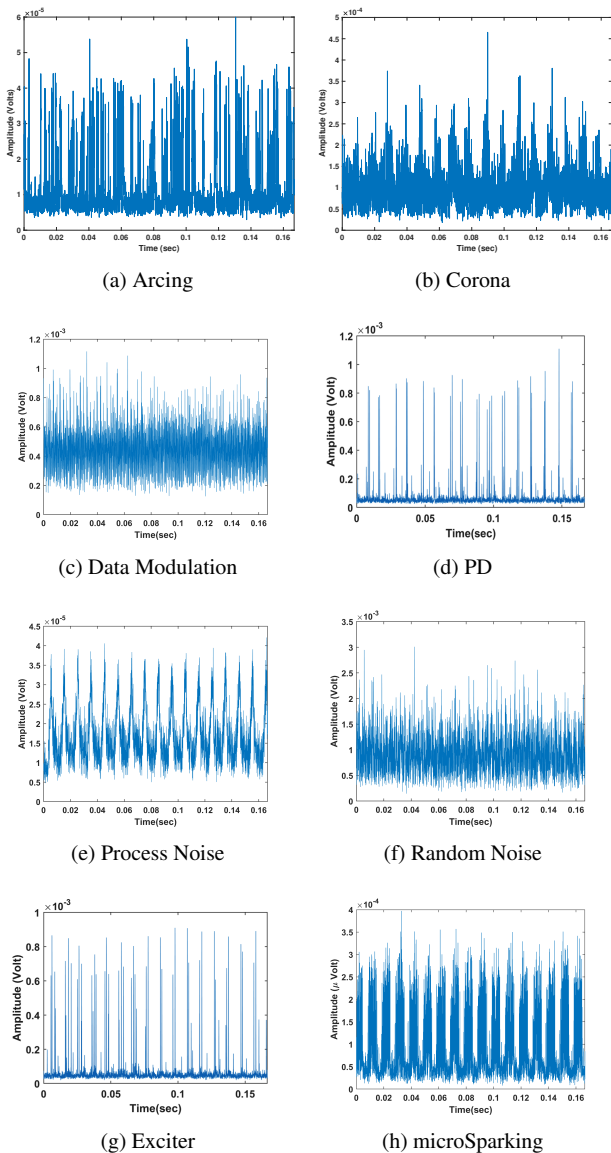 ×10⁻⁵
6
5
4
3
2
1
0
Amplitude (Volts)
0 0.02 0.04 0.06 0.08 0.1 0.12 0.14 0.16
Time (sec)
(a) Arcing
×10⁻⁴
5
4.5
4
3.5
3
2.5
2
1.5
1
0.5
0
Amplitude (Volts)
0 0.02 0.04 0.06 0.08 0.1 0.12 0.14 0.16
Time (sec)
(b) Corona
×10⁻³
1.2
1
0.8
0.6
0.4
0.2
0
Amplitude (Volt)
0 0.02 0.04 0.06 0.08 0.1 0.12 0.14 0.16
Time(sec)
(c) Data Modulation
×10⁻³
1.2
1
0.8
0.6
0.4
0.2
0
Amplitude (Volt)
0 0.05 0.1 0.15
Time(sec)
(d) PD
×10⁻⁵
4.5
4
3.5
3
2.5
2
1.5
1
0.5
0
Amplitude (Volt)
0 0.02 0.04 0.06 0.08 0.1 0.12 0.14 0.16
Time(sec)
(e) Process Noise
×10⁻³
3.5
3
2.5
2
1.5
1
0.5
0
Amplitude (Volt)
0 0.02 0.04 0.06 0.08 0.1 0.12 0.14 0.16
Time(sec)
(f) Random Noise
×10⁻³
1
0.8
0.6
0.4
0.2
0
Amplitude (Volt)
0 0.05 0.1 0.15
Time(sec)
(g) Exciter
×10⁻⁴
4
3.5
3
2.5
2
1.5
1
0.5
0
Amplitude (μ Volt)
0 0.02 0.04 0.06 0.08 0.1 0.12 0.14 0.16
Time(sec)
(h) microSparking